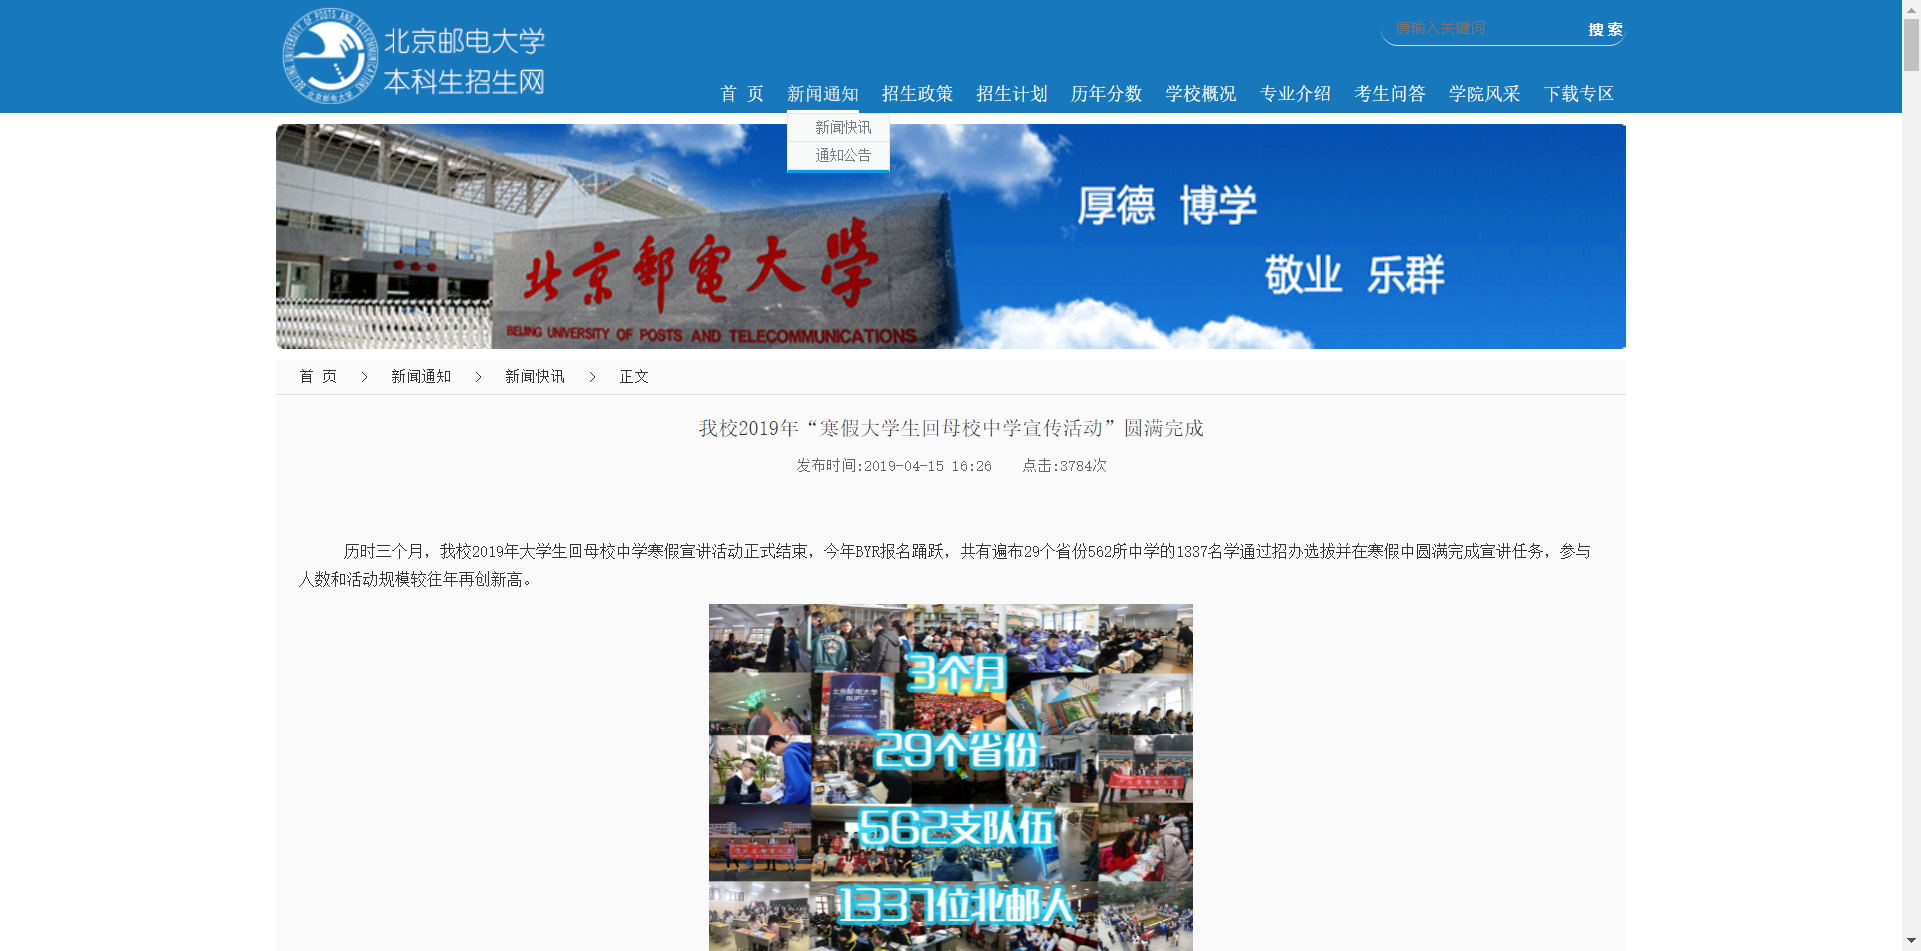 北京邮电大学
本科生招生网
请输入关键词
搜 索
首 页 新闻通知 招生政策 招生计划 历年分数 学校概况 专业介绍 考生问答 学院风采 下载专区
新闻快讯
通知公告
厚德 博学
敬业 乐群
北京郵電大學
BEIJING UNIVERSITY OF POSTS AND TELECOMMUNICATIONS
首 页 > 新闻通知 > 新闻快讯 > 正文
我校2019年“寒假大学生回母校中学宣传活动”圆满完成
发布时间:2019-04-15 16:26 点击:3784次
历时三个月，我校2019年大学生回母校中学寒假宣讲活动正式结束，今年BYR报名踊跃，共有遍布29个省份562所中学的1337名学通过招办选拔并在寒假中圆满完成宣讲任务，参与
人数和活动规模较往年再创新高。
3个月
北京邮电大学
BUPT
29个省份
562支队伍
1337位北邮人